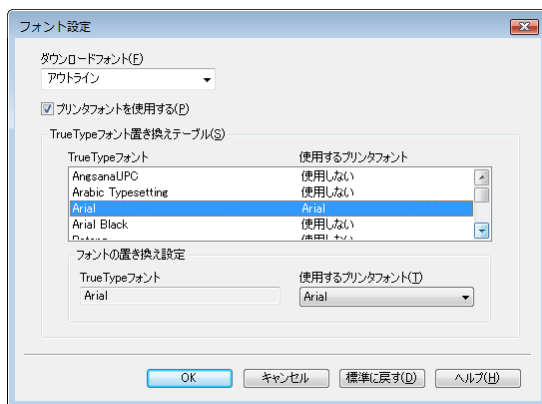 フォント設定
ダウンロードフォント(F)
アウトライン
プリンタフォントを使用する(P)
TrueTypeフォント置き換えテーブル(S)
TrueTypeフォント 使用するプリンタフォント
AngsanaUPC 使用しない
Arabic Typesetting 使用しない
Arial Arial
Arial Black 使用しない
フォントの置き換え設定
TrueTypeフォント 使用するプリンタフォント(T)
Arial Arial
OK キャンセル 標準に戻す(D) ヘルプ(H)